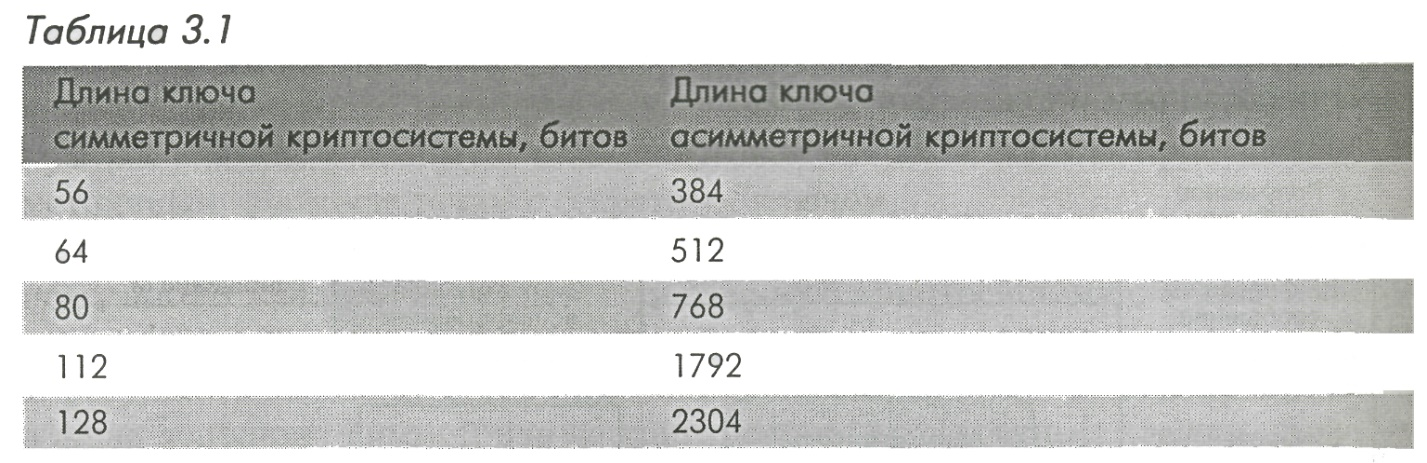 Таблица 3.1
Длина ключа Длина ключа
симметричной криптосистемы, битов асимметричной криптосистемы, битов
56 384
64 512
80 768
112 1792
128 2304